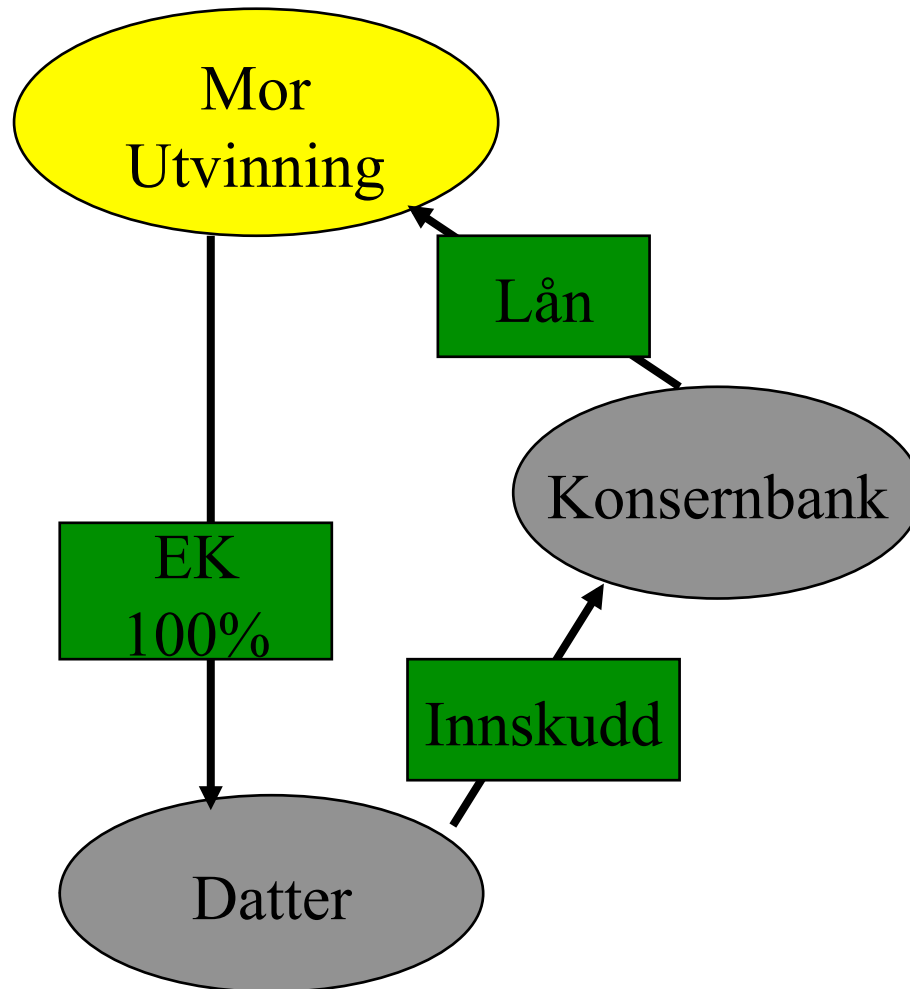 Mor
Utvinning
Lån
Konsernbank
EK
100%
Innskudd
Datter